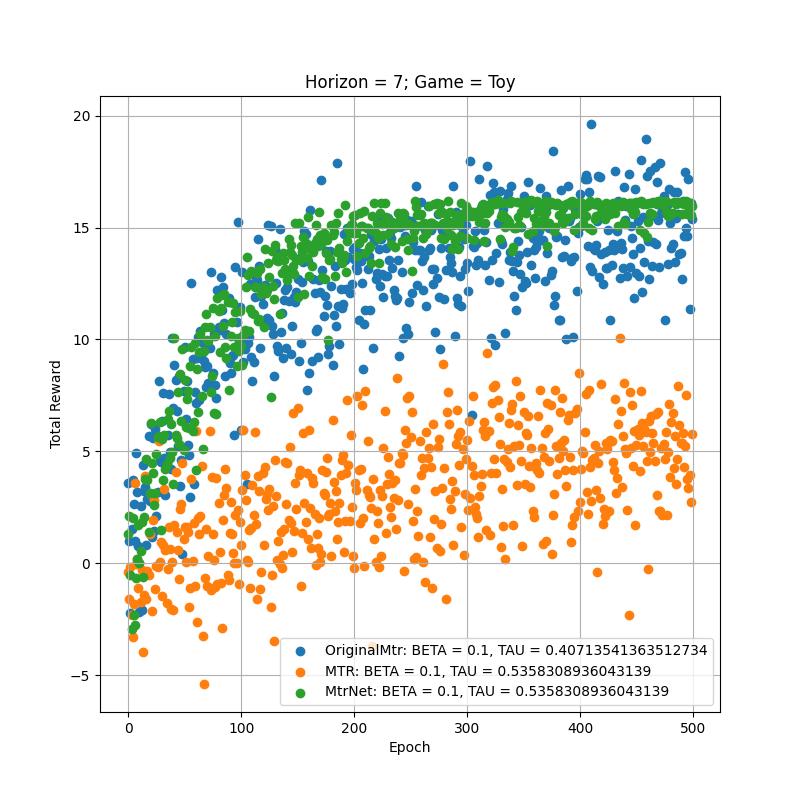 Horizon = 7; Game = Toy
20
15
10
5
0
−5
Total Reward
OriginalMtr: BETA = 0.1, TAU = 0.40713541363512734
MTR: BETA = 0.1, TAU = 0.5358308936043139
MtrNet: BETA = 0.1, TAU = 0.5358308936043139
0 100 200 300 400 500
Epoch